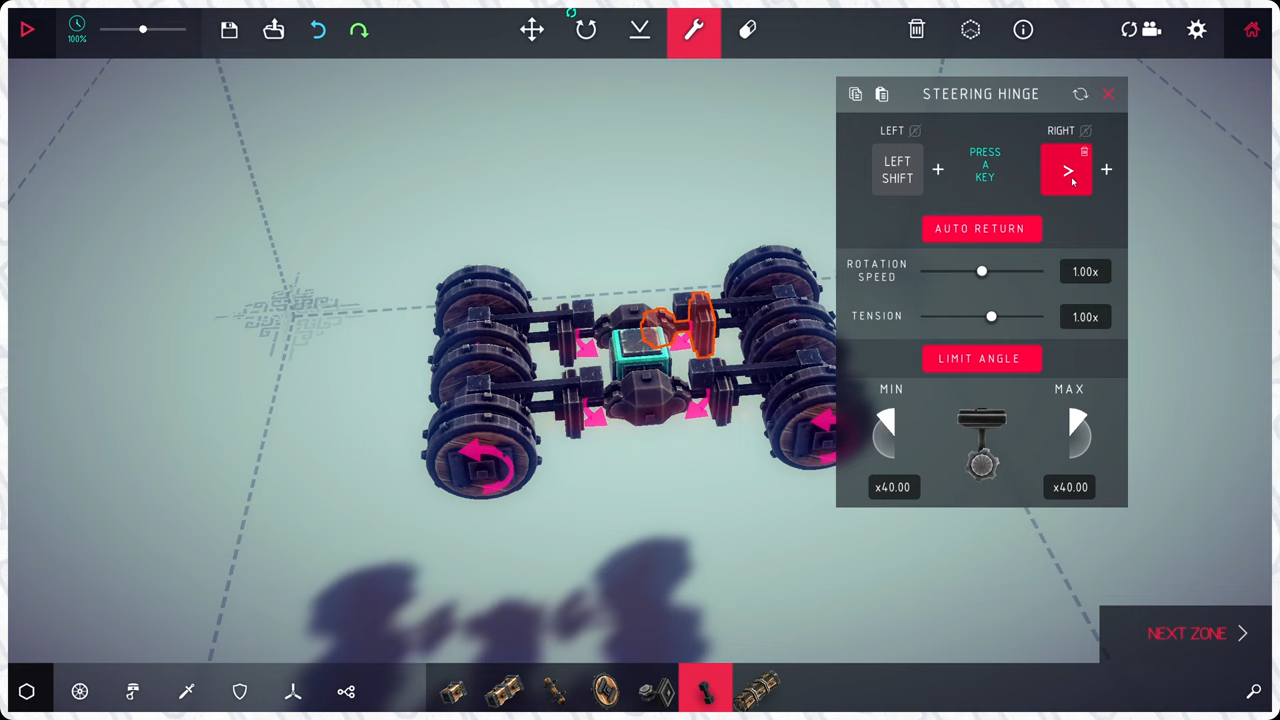 100%
STEERING HINGE
LEFT
RIGHT
LEFT
SHIFT
+
PRESS
A
KEY
>
+
AUTO RETURN
ROTATION
SPEED
1.00x
TENSION
1.00x
LIMIT ANGLE
MIN
MAX
x40.00
x40.00
NEXT ZONE